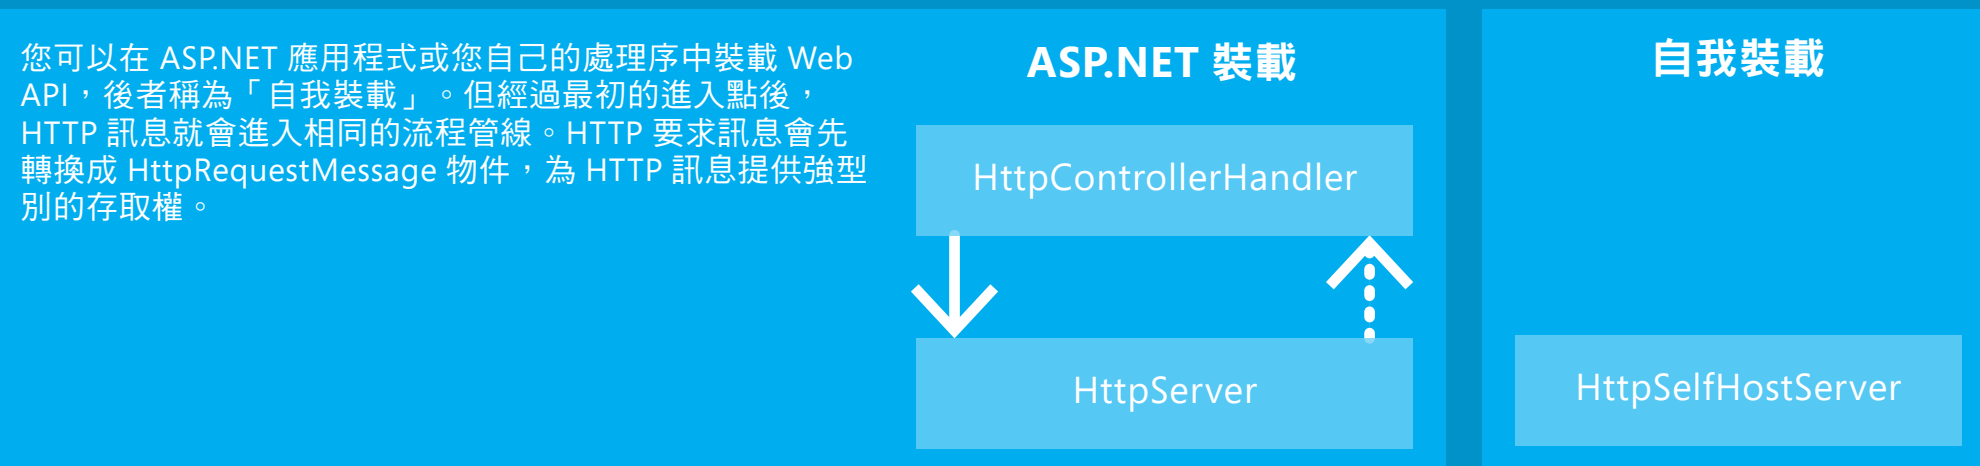 您可以在 ASP.NET 應用程式或您自己的處理序中裝載 Web
API，後者稱為「自我裝載」。但經過最初的進入點後，
HTTP 訊息就會進入相同的流程管線。HTTP 要求訊息會先
轉換成 HttpRequestMessage 物件，為 HTTP 訊息提供強型
別的存取權。
ASP.NET 裝載
HttpControllerHandler
HttpServer
自我裝載
HttpSelfHostServer